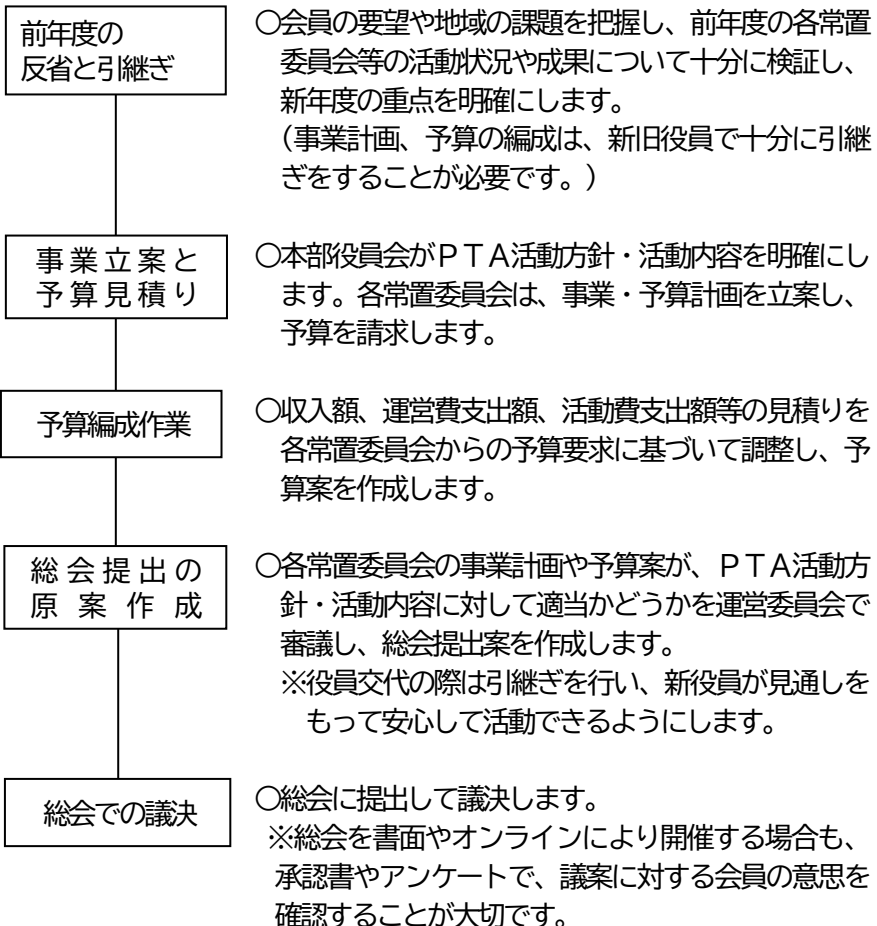 前年度の
反省と引継ぎ
○会員の要望や地域の課題を把握し、前年度の各常置
委員会等の活動状況や成果について十分に検証し、
新年度の重点を明確にします。
（事業計画、予算の編成は、新旧役員で十分に引継
ぎをすることが必要です。）
事業立案と
予算見積り
○本部役員会がＰＴＡ活動方針・活動内容を明確にし
ます。各常置委員会は、事業・予算計画を立案し、
予算を請求します。
予算編成作業
○収入額、運営費支出額、活動費支出額等の見積りを
各常置委員会からの予算要求に基づいて調整し、予
算案を作成します。
総会提出の
原案作成
○各常置委員会の事業計画や予算案が、ＰＴＡ活動方
針・活動内容に対して適当かどうかを運営委員会で
審議し、総会提出案を作成します。
※役員交代の際は引継ぎを行い、新役員が見通しを
もって安心して活動できるようにします。
総会での議決
○総会に提出して議決します。
※総会を書面やオンラインにより開催する場合も、
承認書やアンケートで、議案に対する会員の意思を
確認することが大切です。